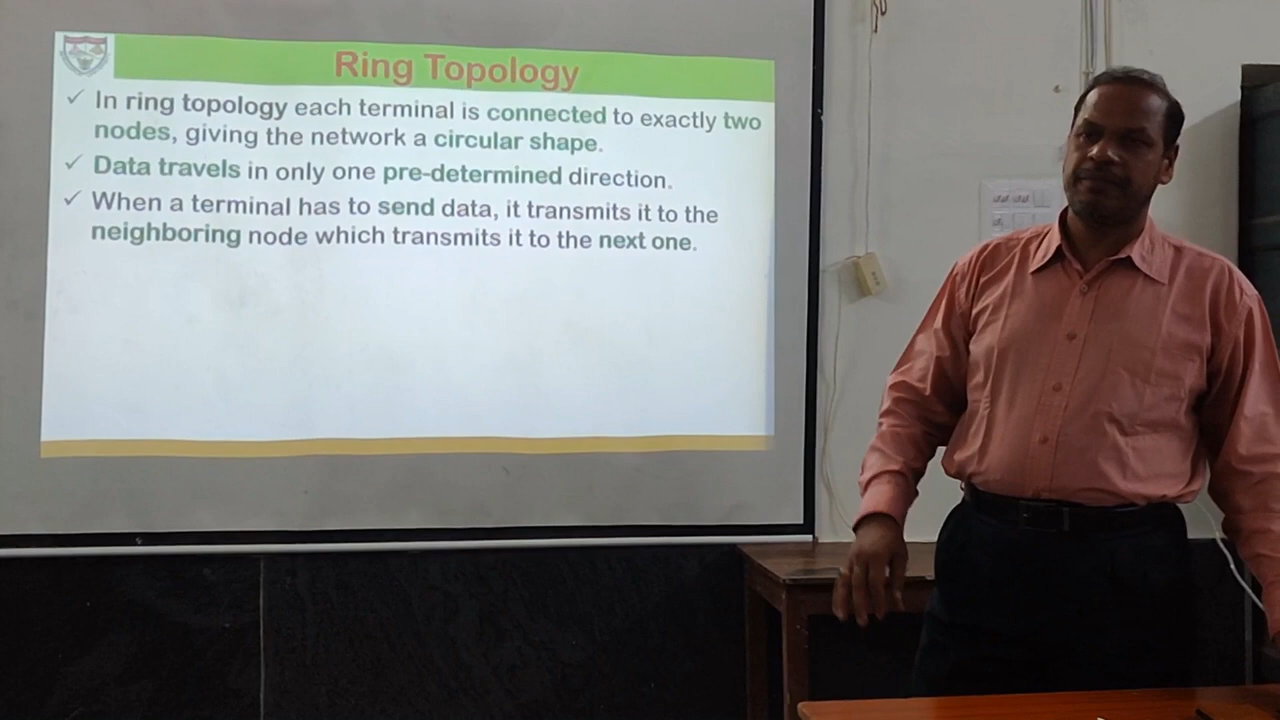 Ring Topology
✓ In ring topology each terminal is connected to exactly two
nodes, giving the network a circular shape.
✓ Data travels in only one pre-determined direction.
✓ When a terminal has to send data, it transmits it to the
neighboring node which transmits it to the next one.